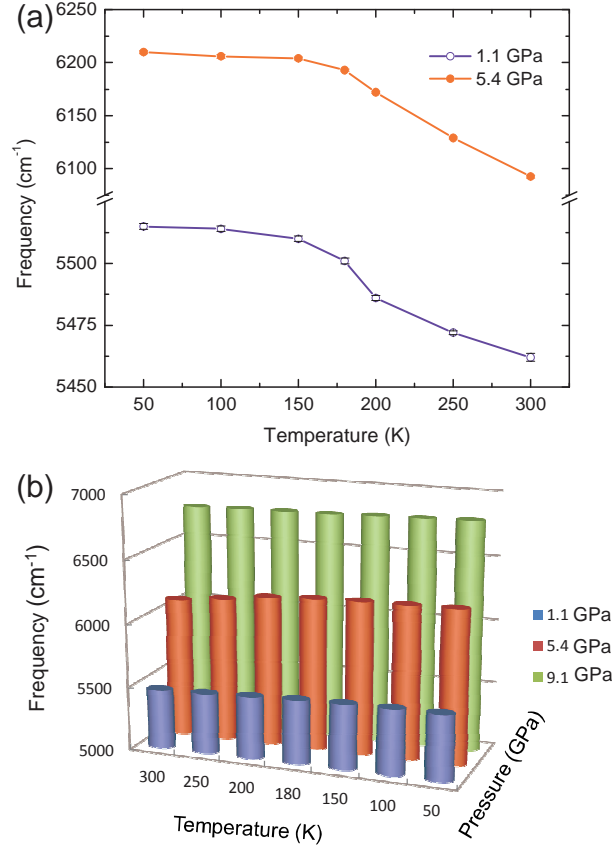 (a)
6250
6200
6150
6100
5500
5475
5450
Frequency (cm⁻¹)
1.1 GPa
5.4 GPa
50 100 150 200 250 300
Temperature (K)
(b)
7000
6500
6000
5500
5000
Frequency (cm⁻¹)
1.1 GPa
5.4 GPa
9.1 GPa
300 250 200 180 150 100 50
Temperature (K)
Pressure (GPa)